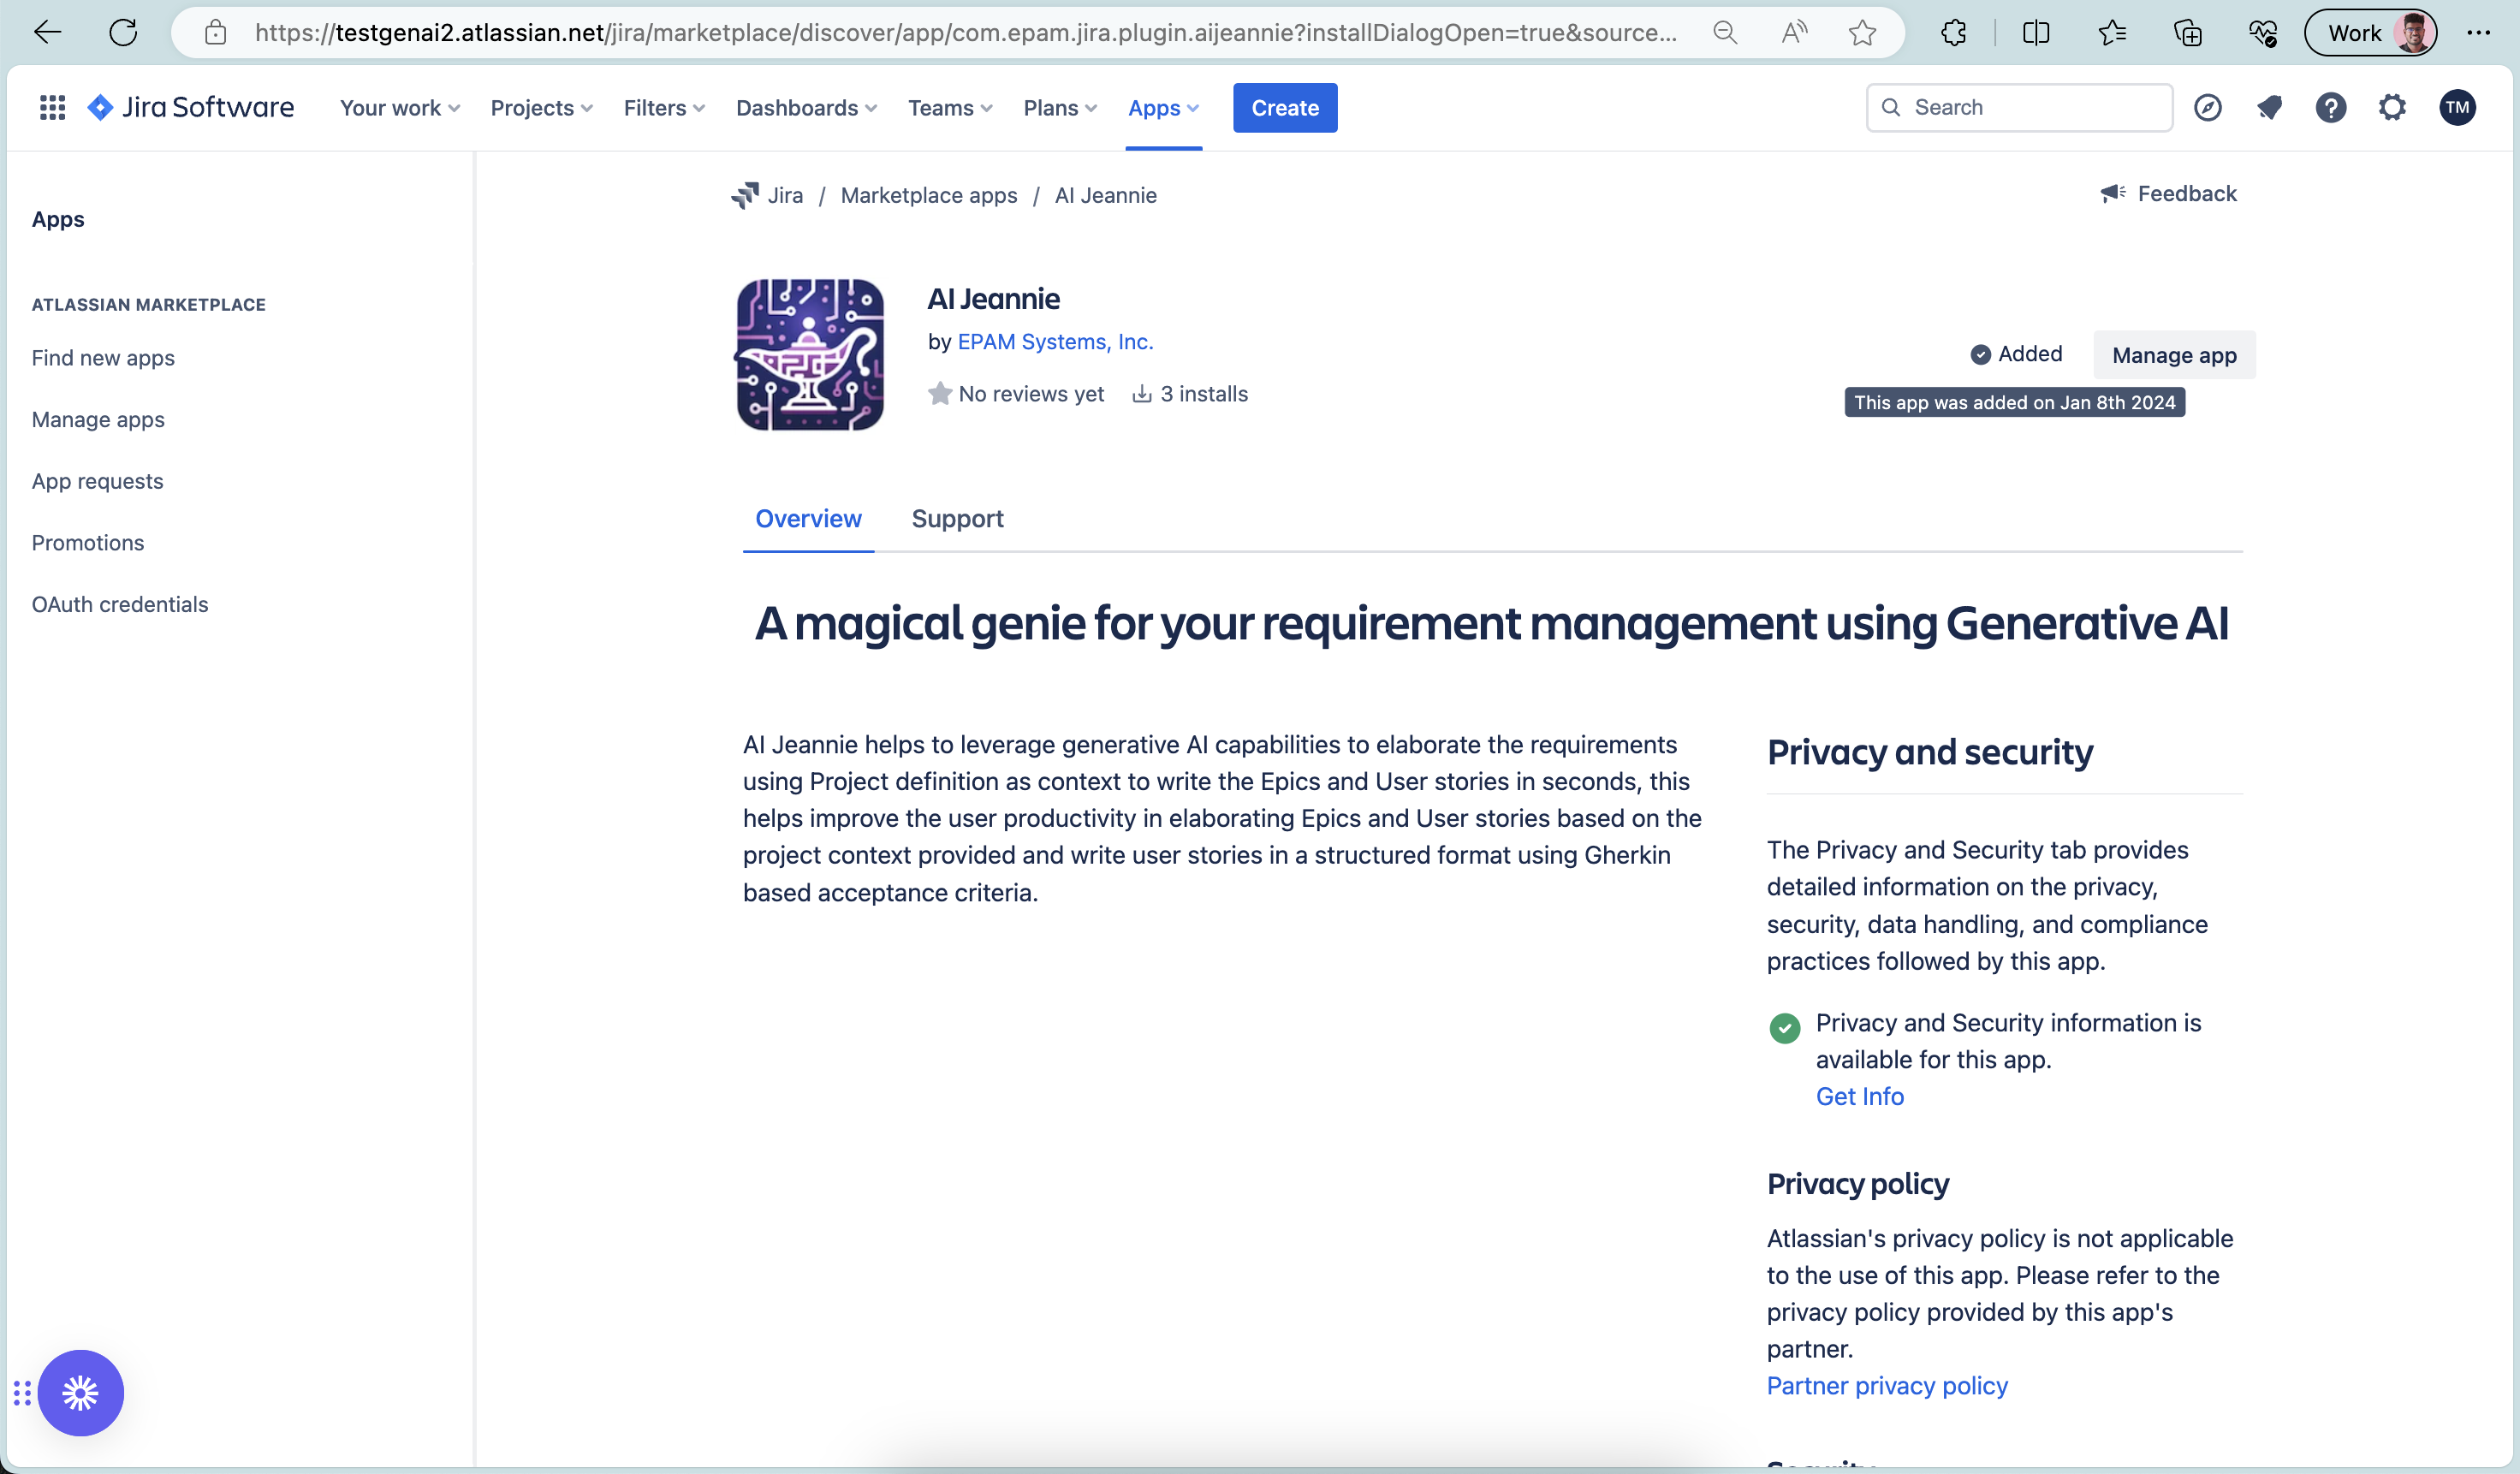 https://testgenai2.atlassian.net/jira/marketplace/discover/app/com.epam.jira.plugin.aijeannie?installDialogOpen=true&source...
Work
Jira Software
Your work
Projects
Filters
Dashboards
Teams
Plans
Apps
Create
Search
TM
Apps
ATLASSIAN MARKETPLACE
Find new apps
Manage apps
App requests
Promotions
OAuth credentials
Jira / Marketplace apps / AI Jeannie
Feedback
AI Jeannie
by EPAM Systems, Inc.
No reviews yet
3 installs
Added
Manage app
This app was added on Jan 8th 2024
Overview
Support
A magical genie for your requirement management using Generative AI
AI Jeannie helps to leverage generative AI capabilities to elaborate the requirements
using Project definition as context to write the Epics and User stories in seconds, this
helps improve the user productivity in elaborating Epics and User stories based on the
project context provided and write user stories in a structured format using Gherkin
based acceptance criteria.
Privacy and security
The Privacy and Security tab provides
detailed information on the privacy,
security, data handling, and compliance
practices followed by this app.
Privacy and Security information is
available for this app.
Get Info
Privacy policy
Atlassian's privacy policy is not applicable
to the use of this app. Please refer to the
privacy policy provided by this app's
partner.
Partner privacy policy